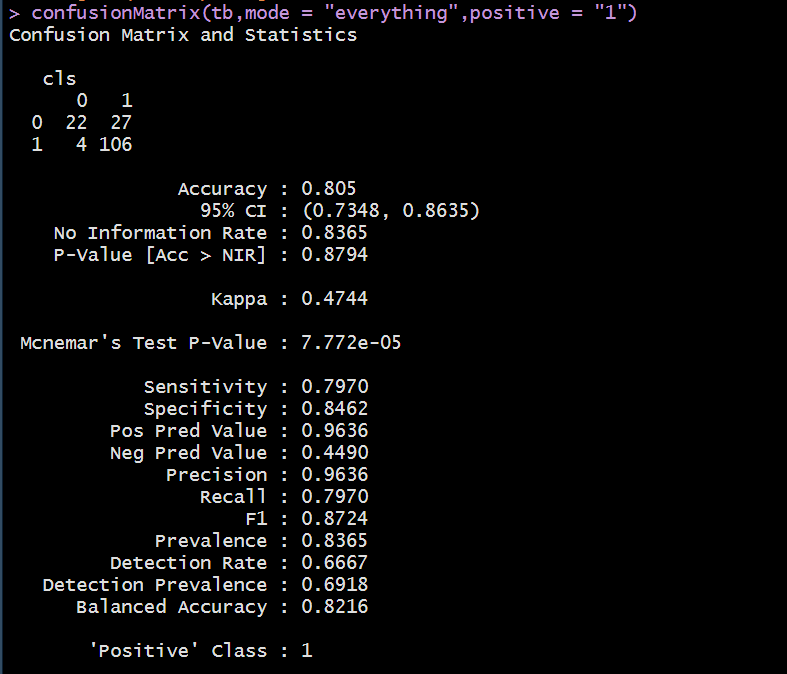 > confusionMatrix(tb,mode = "everything",positive = "1")
Confusion Matrix and Statistics
cls
0 1
0 22 27
1 4 106
Accuracy : 0.805
95% CI : (0.7348, 0.8635)
No Information Rate : 0.8365
P-Value [Acc > NIR] : 0.8794
Kappa : 0.4744
Mcnemar's Test P-Value : 7.772e-05
Sensitivity : 0.7970
Specificity : 0.8462
Pos Pred Value : 0.9636
Neg Pred Value : 0.4490
Precision : 0.9636
Recall : 0.7970
F1 : 0.8724
Prevalence : 0.8365
Detection Rate : 0.6667
Detection Prevalence : 0.6918
Balanced Accuracy : 0.8216
'Positive' Class : 1